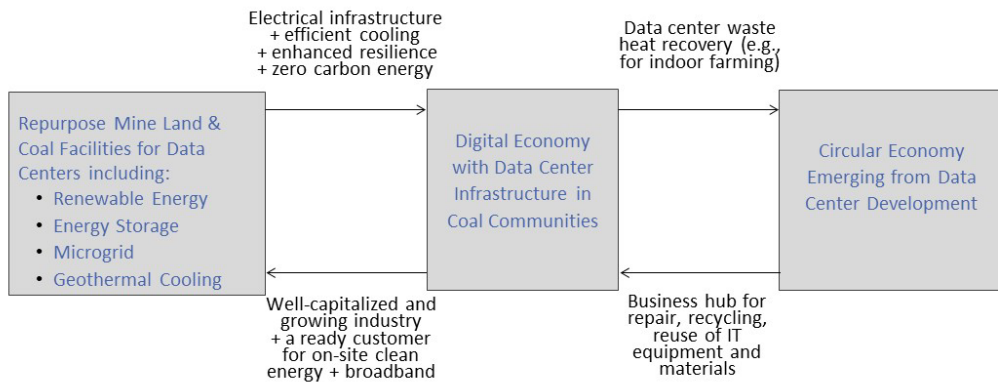 Electrical infrastructure
+ efficient cooling
+ enhanced resilience
+ zero carbon energy
Data center waste
heat recovery (e.g.,
for indoor farming)
Repurpose Mine Land &
Coal Facilities for Data
Centers including:
• Renewable Energy
• Energy Storage
• Microgrid
• Geothermal Cooling
Digital Economy
with Data Center
Infrastructure in
Coal Communities
Circular Economy
Emerging from Data
Center Development
Well-capitalized and
growing industry
+ a ready customer
for on-site clean
energy + broadband
Business hub for
repair, recycling,
reuse of IT
equipment and
materials